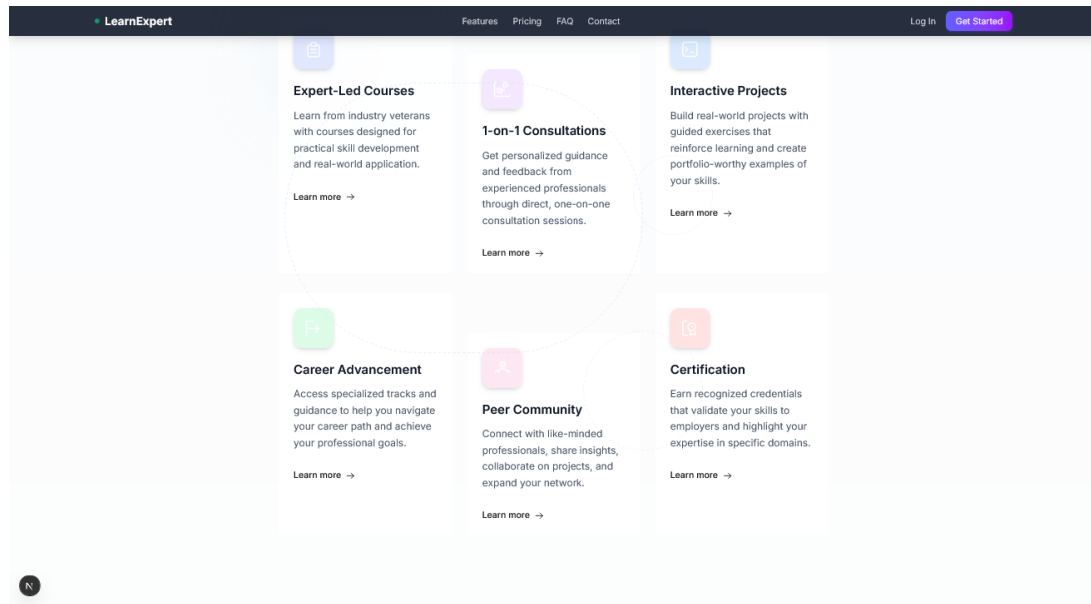 LearnExpert
Features
Pricing
FAQ
Contact
Log In
Get Started
Expert-Led Courses
Learn from industry veterans
with courses designed for
practical skill development
and real-world application.
Learn more →
1-on-1 Consultations
Get personalized guidance
and feedback from
experienced professionals
through direct, one-on-one
consultation sessions.
Learn more →
Interactive Projects
Build real-world projects with
guided exercises that
reinforce learning and create
portfolio-worthy examples of
your skills.
Learn more →
Career Advancement
Access specialized tracks and
guidance to help you navigate
your career path and achieve
your professional goals.
Learn more →
Peer Community
Connect with like-minded
professionals, share insights,
collaborate on projects, and
expand your network.
Learn more →
Certification
Earn recognized credentials
that validate your skills to
employers and highlight your
expertise in specific domains.
Learn more →
N